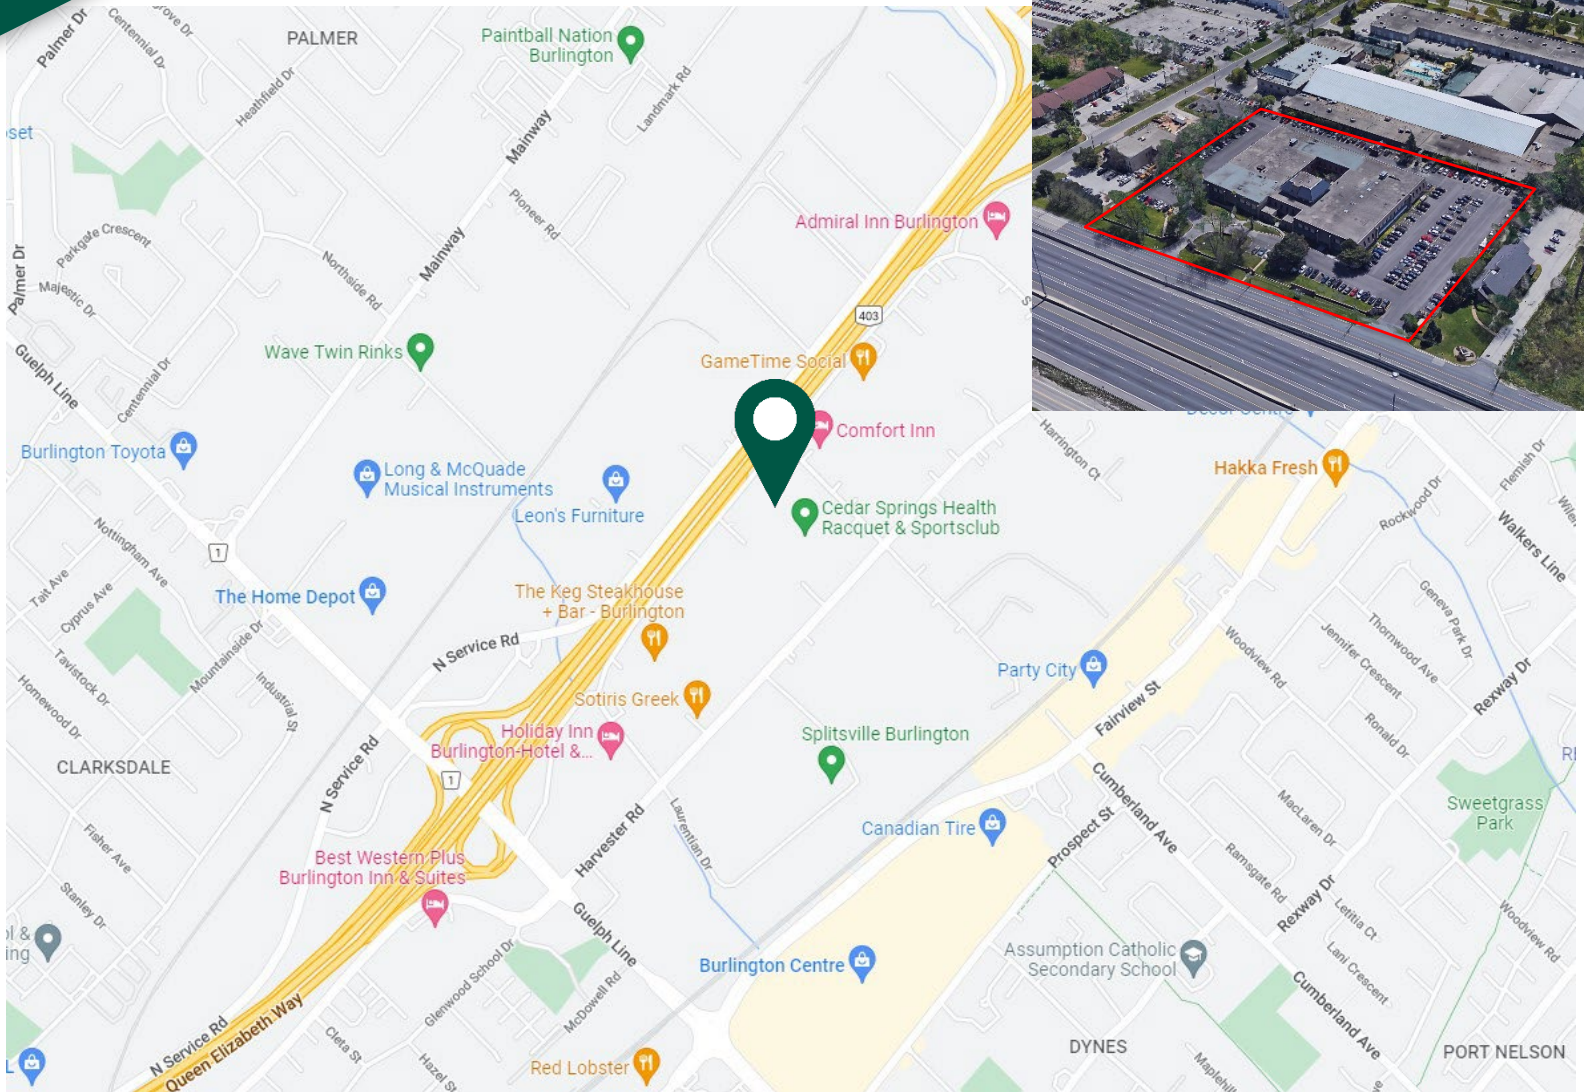 Palmer Dr
Centennial Dr
Grove Dr
PALMER
Heathfield Dr
Paintball Nation
Burlington
Landmark Rd
Mainway
Pioneer Rd
Admiral Inn Burlington
Parkgate Crescent
Majestic Dr
Palmer Dr
Northside Rd
Mainway
403
Guelph Line
Centennial Dr
Wave Twin Rinks
GameTime Social
Comfort Inn
Harrington Ct
Hakka Fresh
Flemish Dr
Rockwood Dr
Walkers Line
Burlington Toyota
Long & McQuade
Musical Instruments
Leon's Furniture
Cedar Springs Health
Racquet & Sportsclub
Nottingham Ave
1
Tait Ave
Cyprus Ave
The Home Depot
The Keg Steakhouse
+ Bar - Burlington
N Service Rd
Mountainside Dr
Tavistock Dr
Homewood Dr
Industrial St
Geneva Park Dr
Thornwood Ave
Jennifer Crescent
Woodview Rd
Party City
Fairview St
Rexway Dr
Ronald Dr
Sotiris Greek
Holiday Inn
Burlington-Hotel &...
Splitsville Burlington
CLARKSDALE
N Service Rd
1
Cumberland Ave
MacLaren Dr
Sweetgrass
Park
Fisher Ave
Harvester Rd
Laurentian Dr
Canadian Tire
Prospect St
Ramsgate Rd
Best Western Plus
Burlington Inn & Suites
Stanley Dr
Guelph Line
Rexway Dr
Letitia Ct
Lani Crescent
Woodview Rd
Glenwood School Dr
McDowell Rd
Burlington Centre
Assumption Catholic
Secondary School
Cumberland Ave
N Service Rd
Queen Elizabeth Way
Cleta St
Hazel St
Red Lobster
DYNES
PORT NELSON